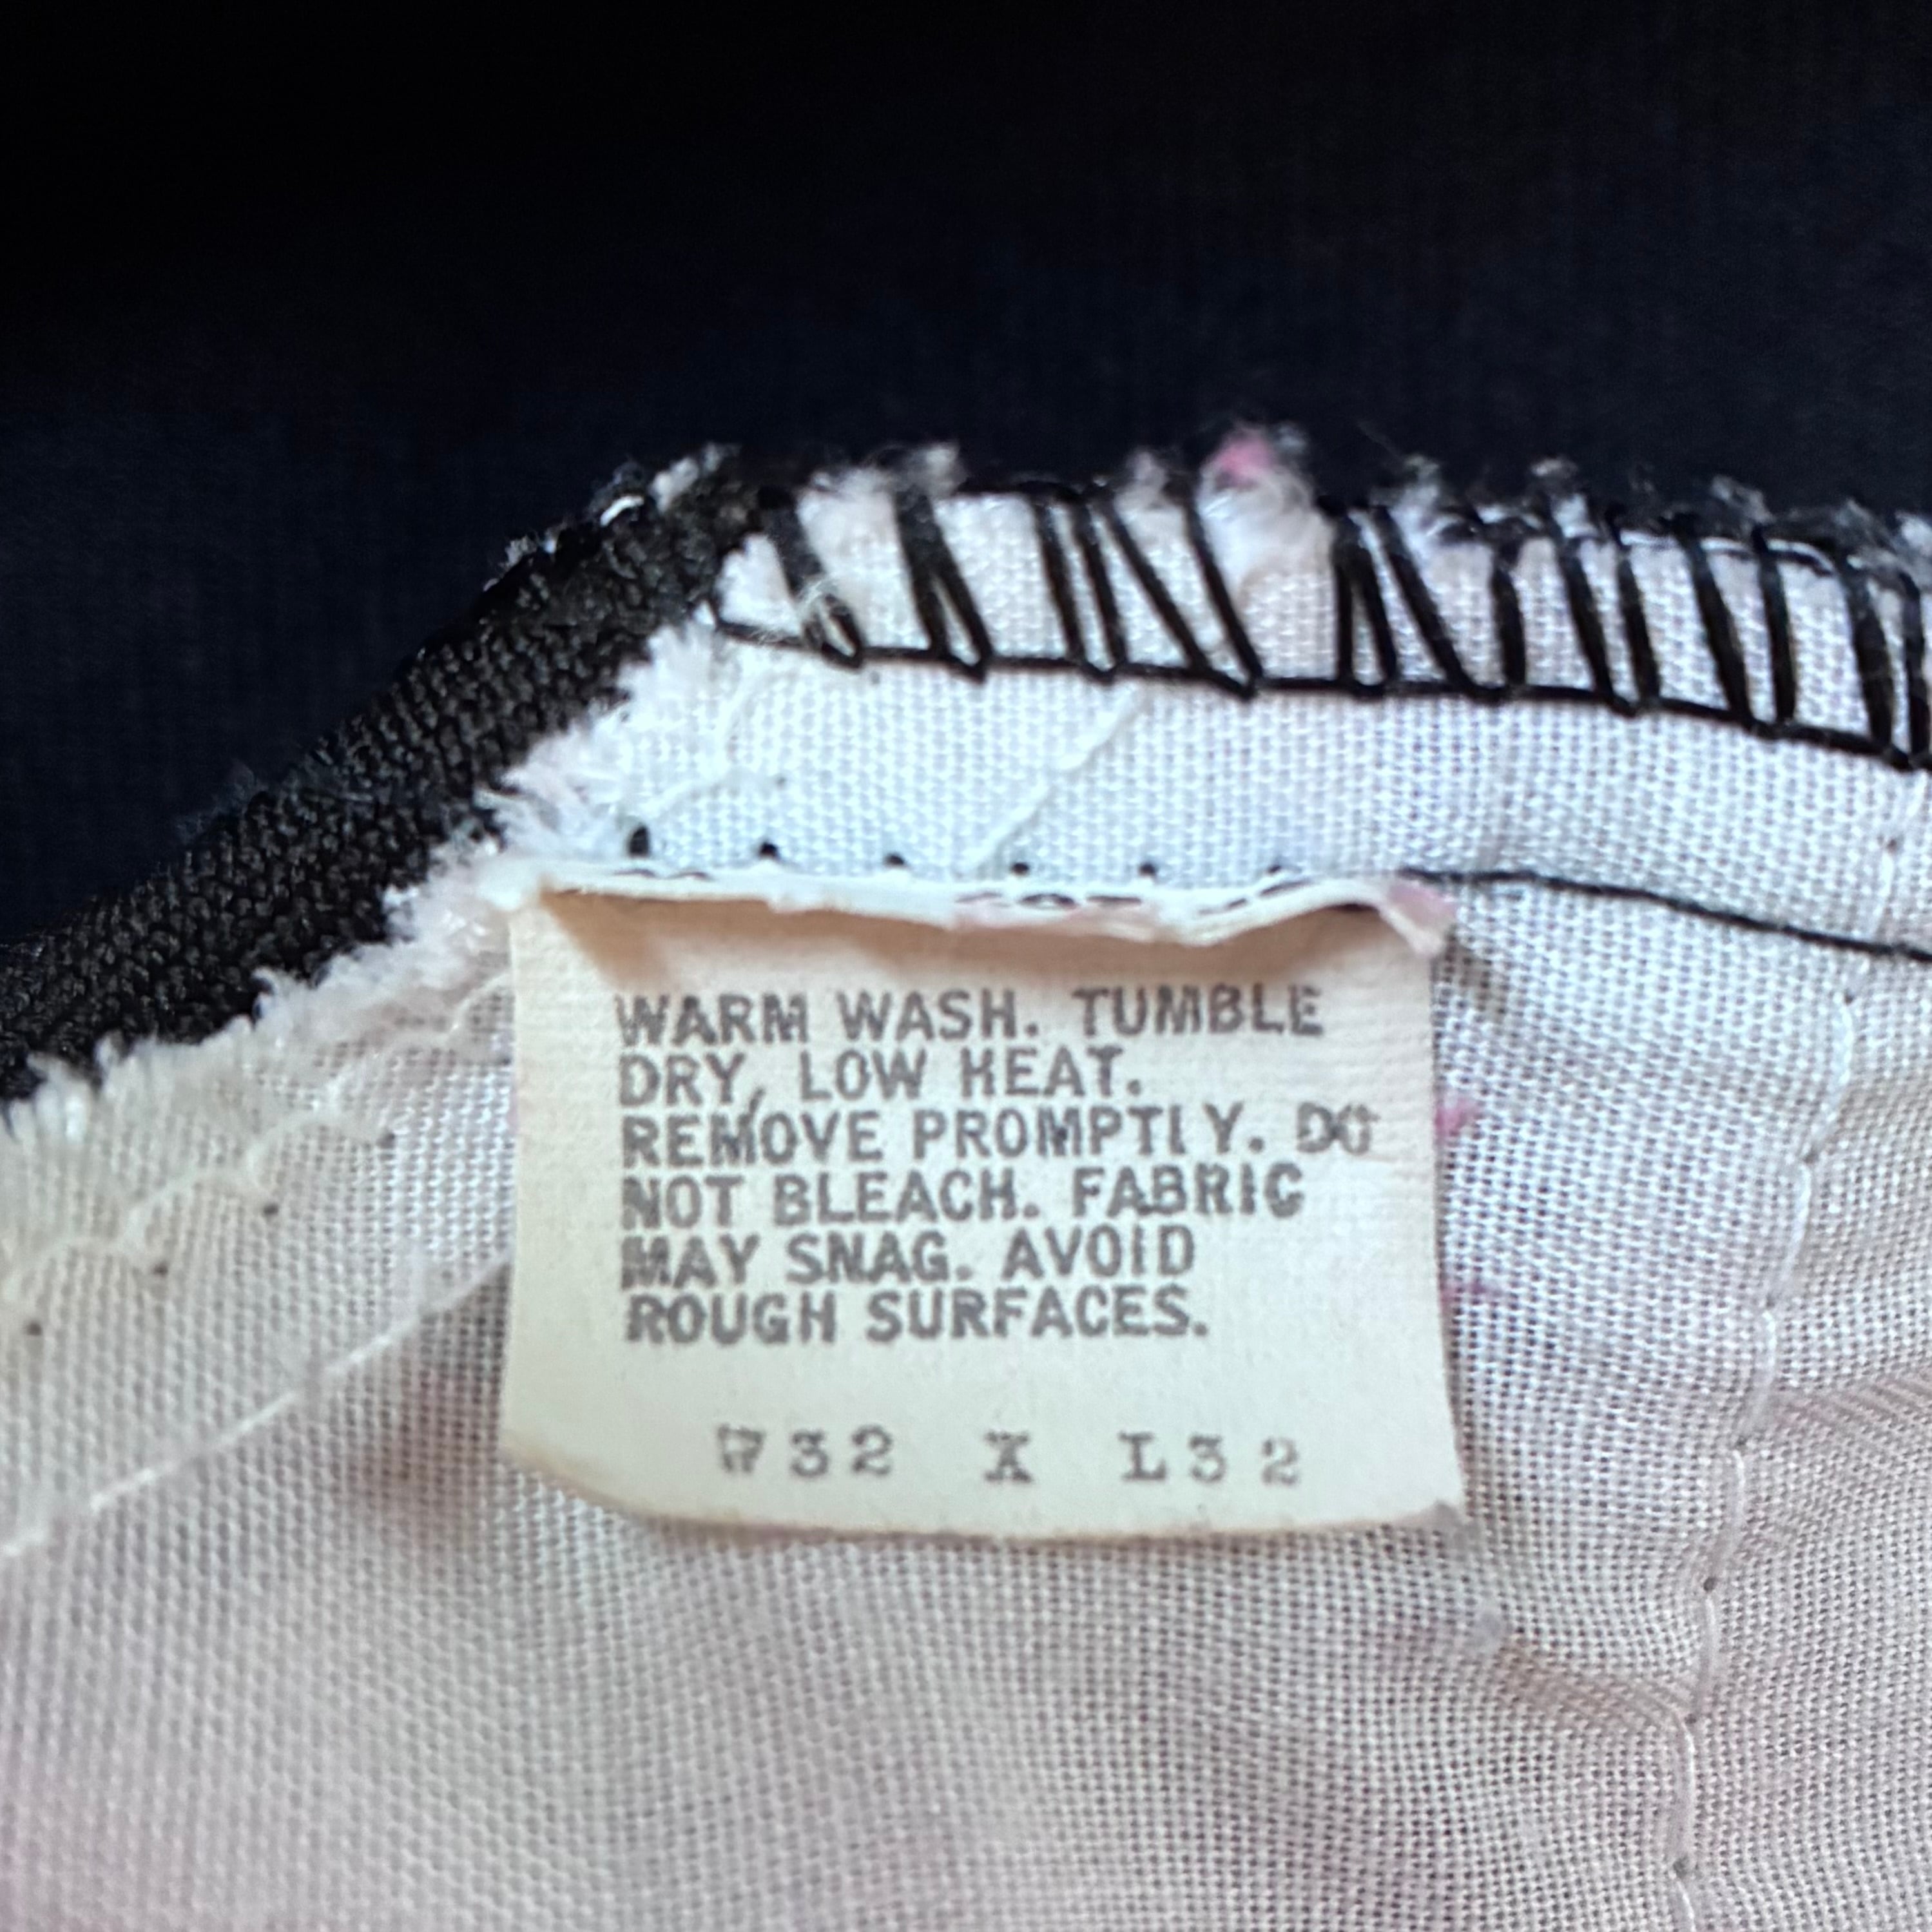 WARM WASH. TUMBLE
DRY, LOW HEAT.
REMOVE PROMPTLY. DO
NOT BLEACH. FABRIC
MAY SNAG. AVOID
ROUGH SURFACES.
W32 X L32